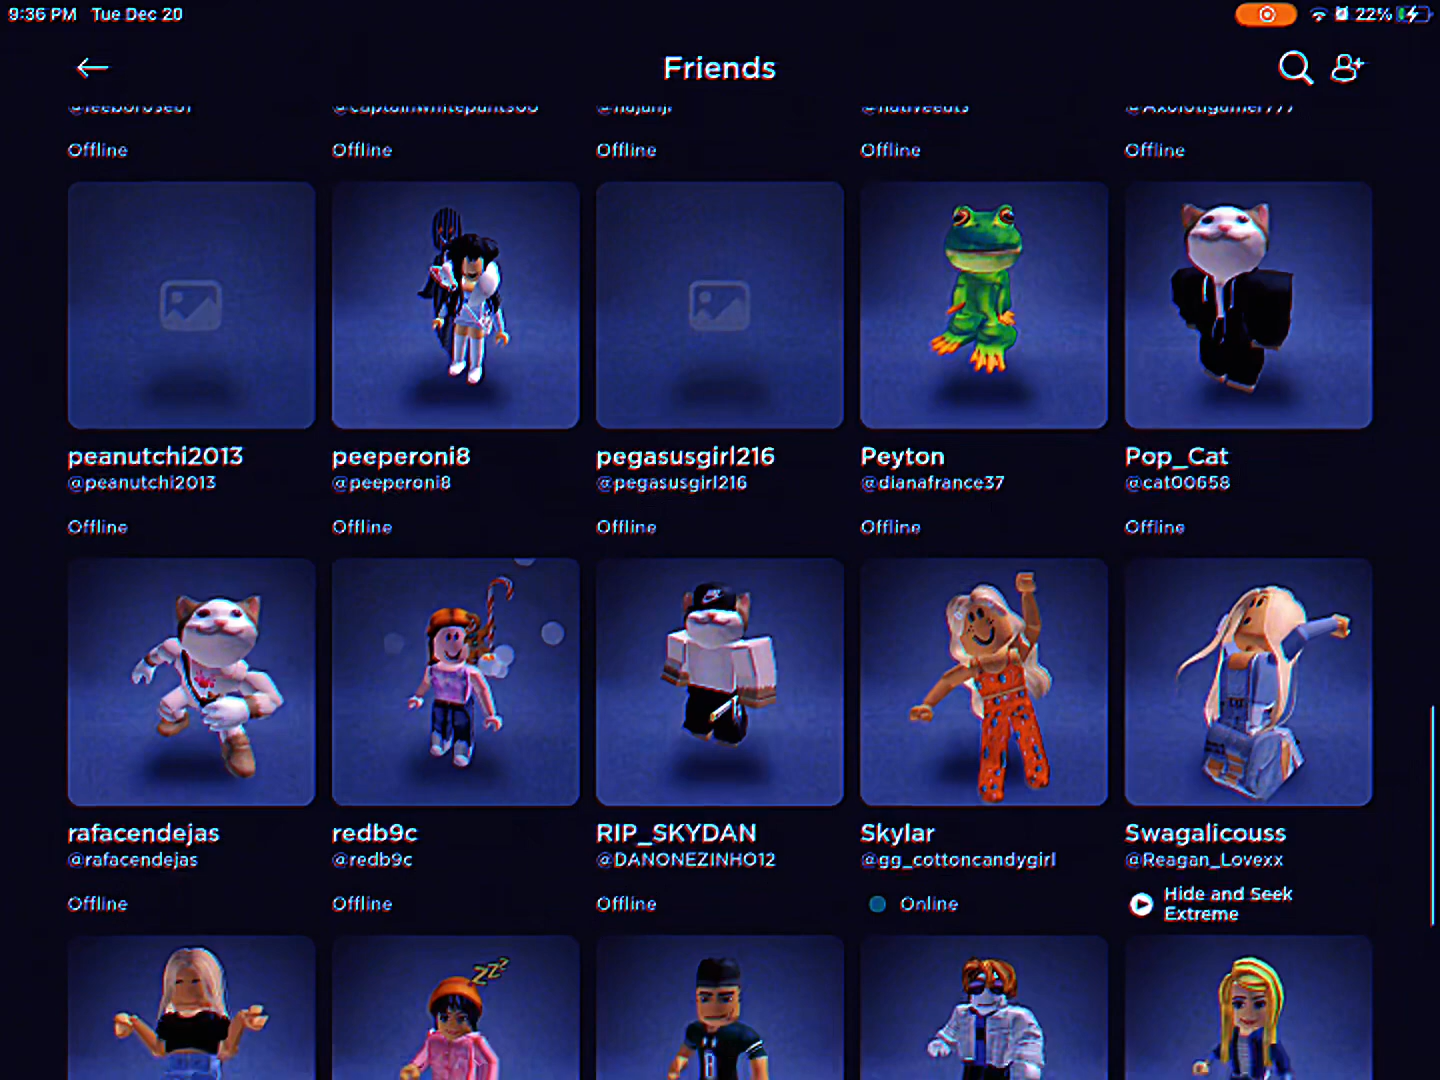 9:36 PM Tue Dec 20
22%
Friends
Offline Offline Offline Offline Offline
peanutchi2013 peeperoni8 pegasusgirl216 Peyton Pop_Cat
@peanutchi2013 @peeperoni8 @pegasusgirl216 @dianafrance37 @cat00658
Offline Offline Offline Offline Offline
rafacendejas redb9c RIP_SKYDAN Skylar Swagalicouss
@rafacendejas @redb9c @DANONEZINHO12 @gg_cottoncandygirl @Reagan_Lovexx
Offline Offline Offline Online Hide and Seek
Extreme
zzz